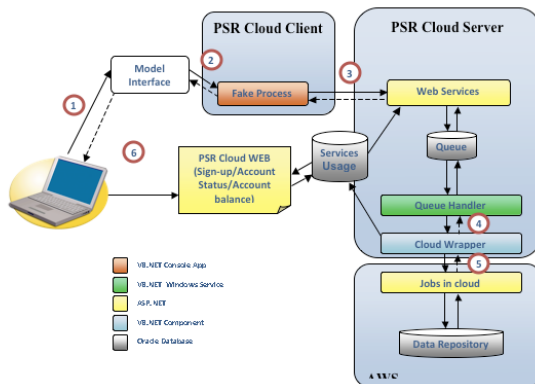 PSR Cloud Client
PSR Cloud Server
2
Model
Interface
3
1
Fake Process
Web Services
6
PSR Cloud WEB
(Sign-up/Account
Status/Account
balance)
Services
Usage
Queue
Queue Handler
4
Cloud Wrapper
5
VB.NET Console App
VB.NET Windows Service
ASP.NET
VB.NET Component
Oracle Database
Jobs in cloud
Data Repository
AWS